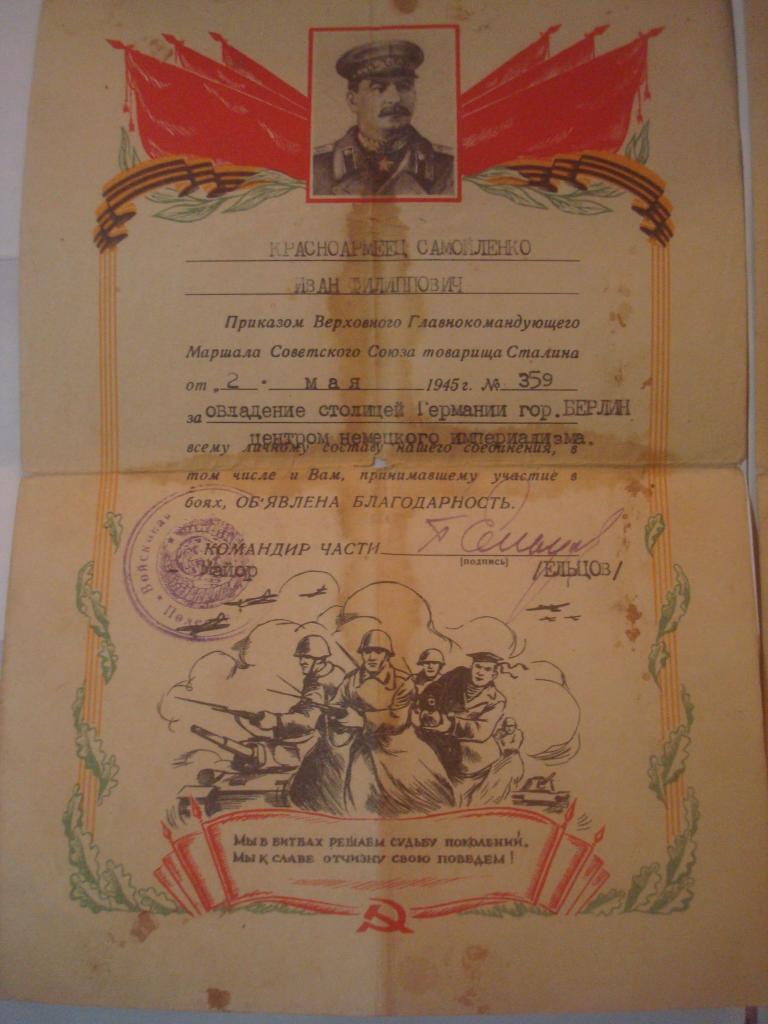 КРАСНОАРМЕЕЦ САМОЙЛЕНКО
ИВАН ФИЛИППОВИЧ
Приказом Верховного Главнокомандующего
Маршала Советского Союза товарища Сталина
от „2 . мая 1945 г. № 359
за овладение столицей Германии гор. БЕРЛИН
центром немецкого империализма.
всему личному составу нашего соединения, в
том числе и Вам, принимавшему участие в
боях, ОБ'ЯВЛЕНА БЛАГОДАРНОСТЬ.
КОМАНДИР ЧАСТИ
(подпись)
Майор /ЕЛЬЦОВ/
Войсковая
МЫ В БИТВАХ РЕШАЕМ СУДЬБУ ПОКОЛЕНИЙ,
МЫ К СЛАВЕ ОТЧИЗНУ СВОЮ ПОВЕДЕМ!